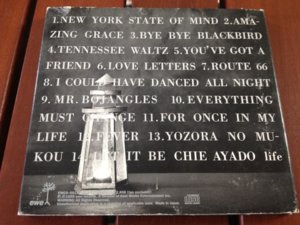 1.NEW YORK STATE OF MIND 2.AMA-
ZING GRACE 3.BYE BYE BLACKBIRD
4.TENNESSEE WALTZ 5.YOU'VE GOT A
FRIEND 6.LOVE LETTERS 7.ROUTE 66
8.I COULD HAVE DANCED ALL NIGHT
9.MR.BOJANGLES 10.EVERYTHING
MUST CHANGE 11.FOR ONCE IN MY
LIFE 12.FEVER 13.YOZORA NO MU-
KOU 14.LET IT BE CHIE AYADO life
ewe